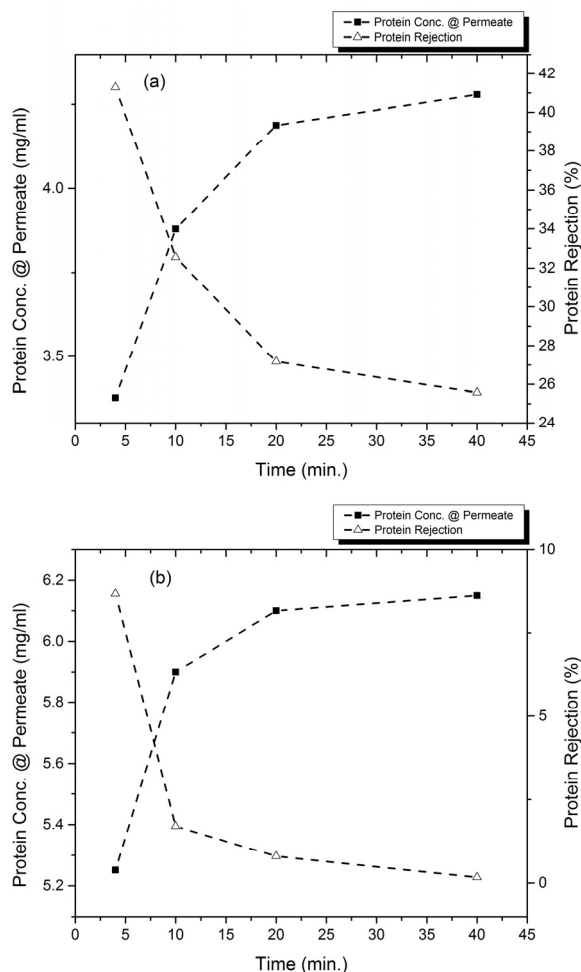 Protein Conc. @ Permeate
Protein Rejection
(a)
Protein Conc. @ Permeate (mg/ml)
4.0
3.5
42
40
38
36
34
32
30
28
26
24
Protein Rejection (%)
0 5 10 15 20 25 30 35 40 45
Time (min.)
Protein Conc. @ Permeate
Protein Rejection
(b)
Protein Conc. @ Permeate (mg/ml)
6.2
6.0
5.8
5.6
5.4
5.2
10
5
0
Protein Rejection (%)
0 5 10 15 20 25 30 35 40 45
Time (min.)